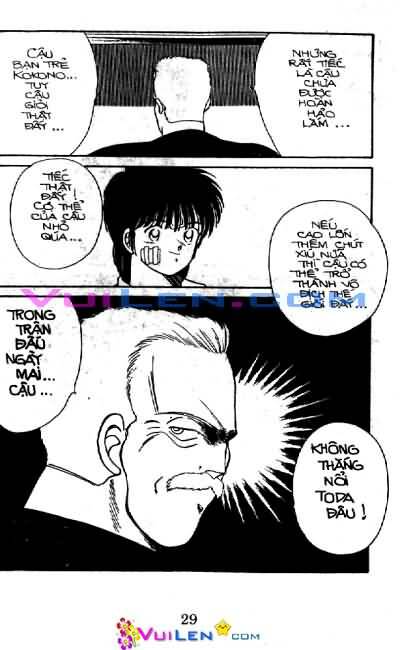 CẬU
BẠN TRẺ
KOKONO...
TUY
CẬU
GIỎI
THẬT
ĐẤY...
NHƯNG
RẤT TIẾC
LÀ CẬU
CHƯA
ĐƯỢC
HOÀN
HẢO
LẮM...
TIẾC
THẬT
ĐẤY!
CƠ THỂ
CỦA CẬU
NHỎ
QUÁ...
NẾU
CAO LỚN
THÊM CHÚT
XÍU NỮA
THÌ CẬU CÓ
THỂ TRỞ
THÀNH VÔ
ĐỊCH THẾ
GIỚI ĐẤY...
VUILEN.COM
TRONG
TRẬN
ĐẤU
NGÀY
MAI...
CẬU...
KHÔNG
THẮNG
NỔI
TODA
ĐÂU!
29
VUILEN.COM